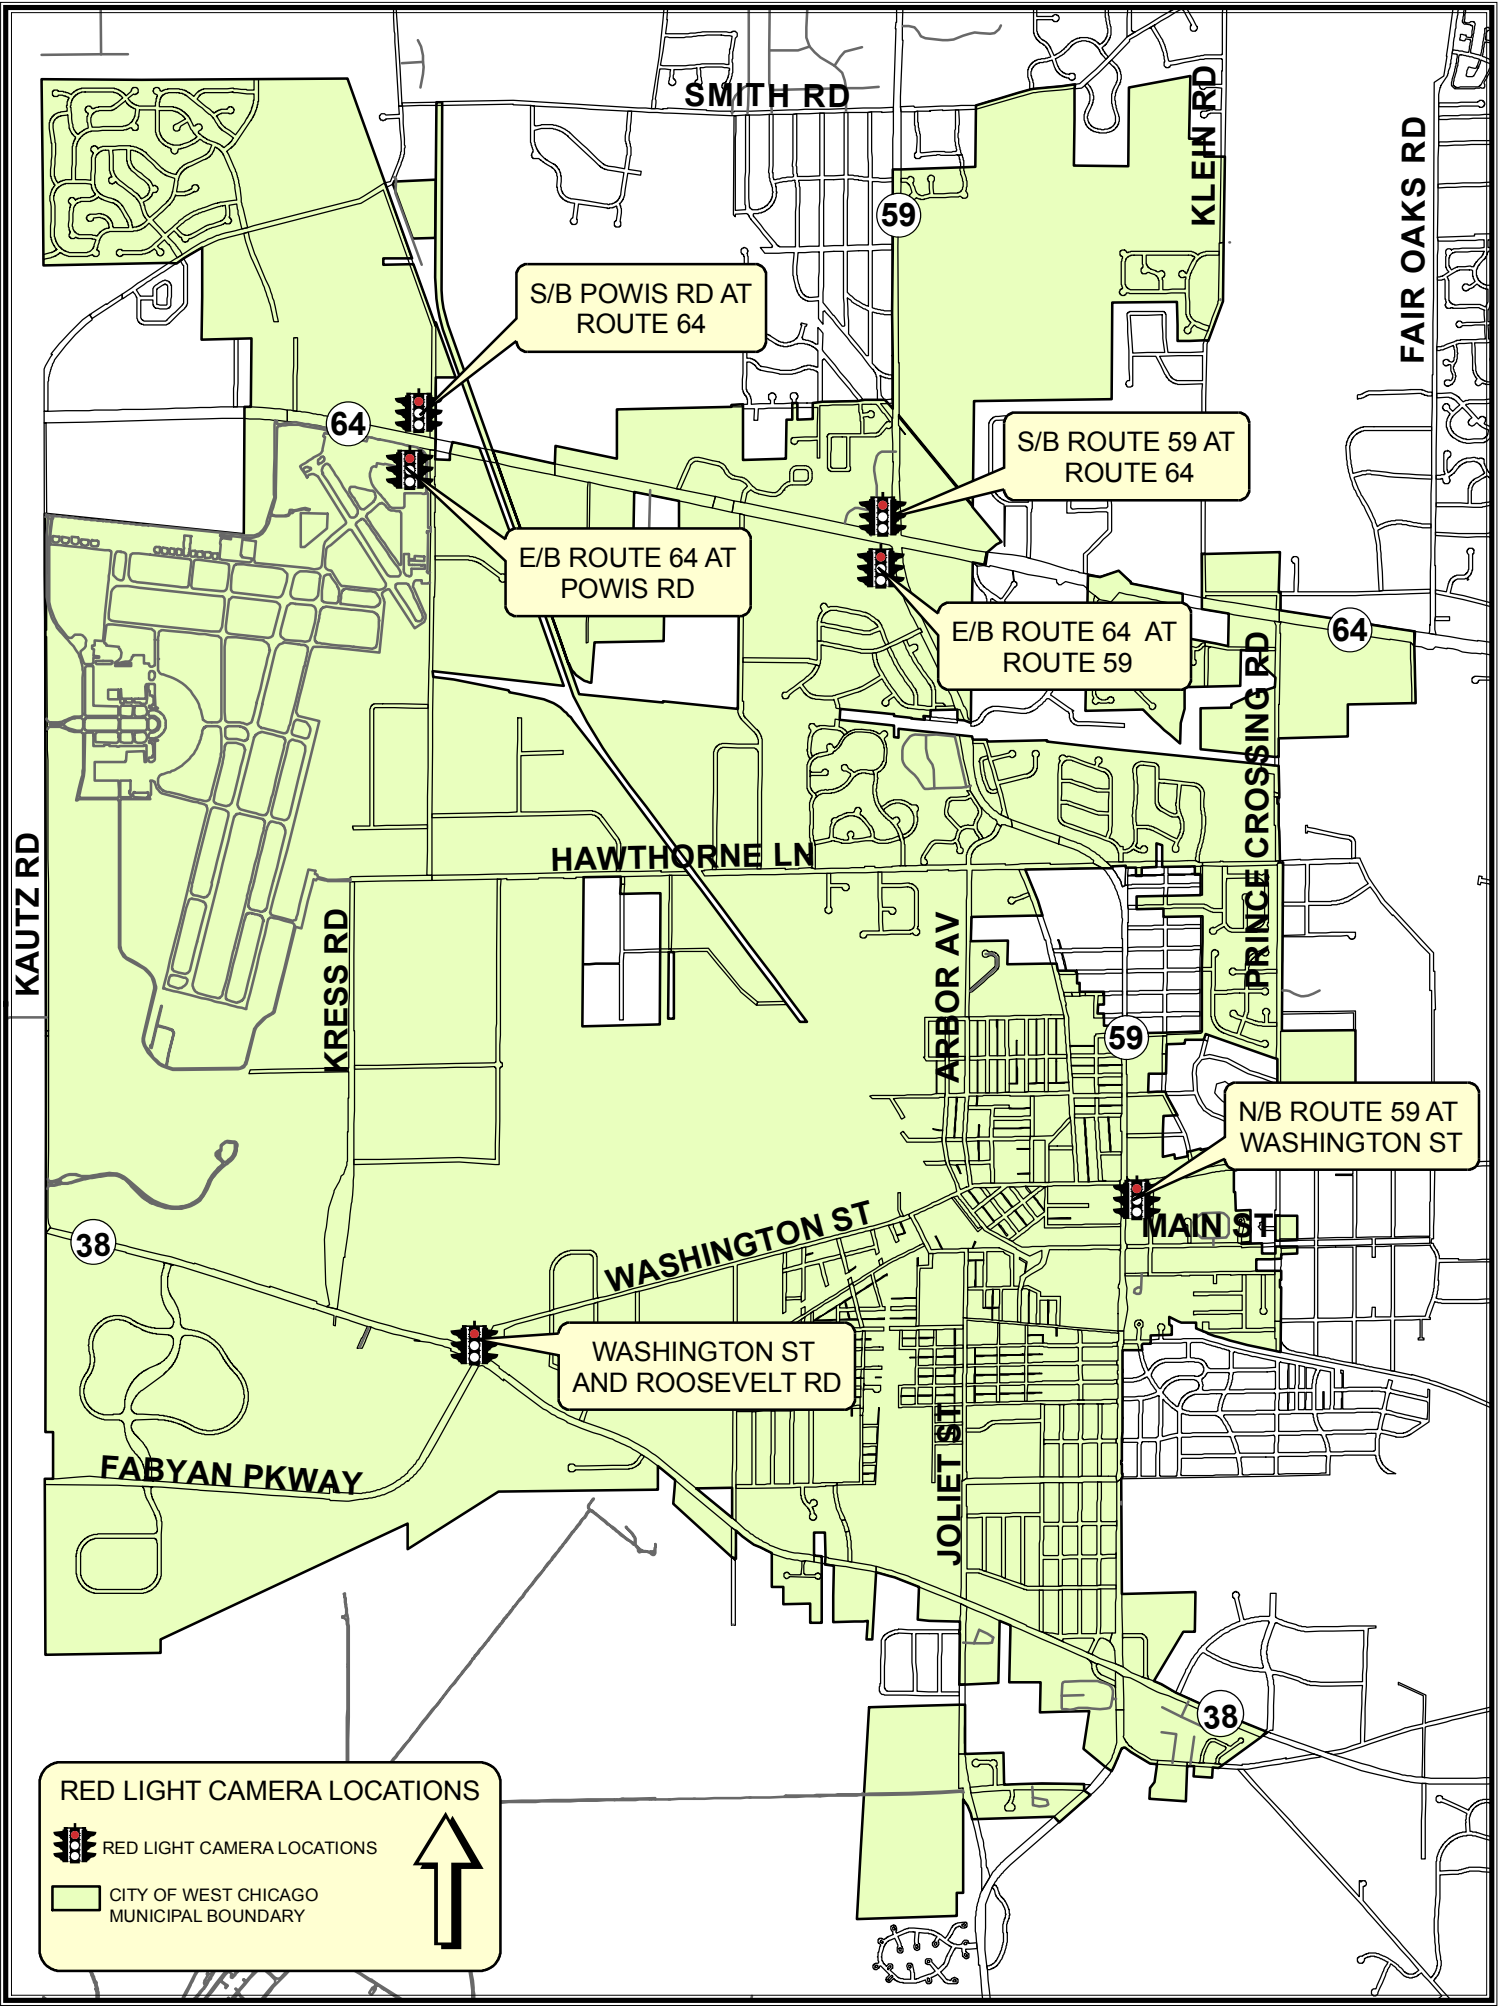 SMITH RD
KLEIN RD
FAIR OAKS RD
59
S/B POWIS RD AT
ROUTE 64
64
S/B ROUTE 59 AT
ROUTE 64
E/B ROUTE 64 AT
POWIS RD
E/B ROUTE 64 AT
ROUTE 59
64
PRINCE CROSSING RD
KAUTZ RD
HAWTHORNE LN
KRESS RD
ARBOR AV
59
N/B ROUTE 59 AT
WASHINGTON ST
MAIN ST
38
WASHINGTON ST
WASHINGTON ST
AND ROOSEVELT RD
JOLIET ST
FABYAN PKWAY
38
RED LIGHT CAMERA LOCATIONS
RED LIGHT CAMERA LOCATIONS
CITY OF WEST CHICAGO
MUNICIPAL BOUNDARY